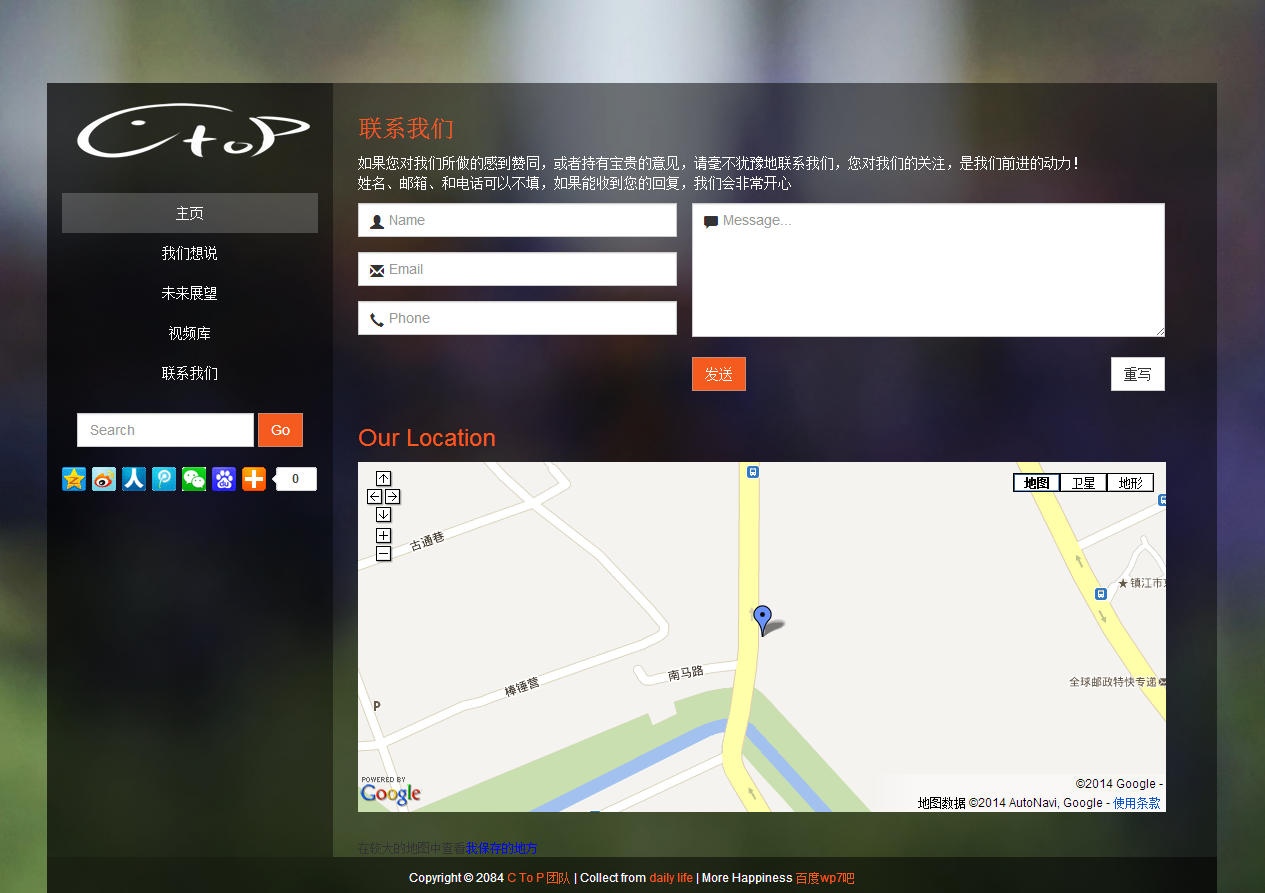 CToP
主页
我们想说
未来展望
视频库
联系我们
Search
Go
0
联系我们
如果您对我们所做的感到赞同，或者持有宝贵的意见，请毫不犹豫地联系我们，您对我们的关注，是我们前进的动力！
姓名、邮箱、和电话可以不填，如果能收到您的回复，我们会非常开心
Name
Message...
Email
Phone
发送
重写
Our Location
地图
卫星
地形
古通巷
镇江市
南马路
棒锤营
全球邮政特快专递
P
POWERED BY
Google
©2014 Google -
地图数据 ©2014 AutoNavi, Google - 使用条款
在较大的地图中查看我保存的地方
Copyright © 2084 C To P 团队 | Collect from daily life | More Happiness 百度wp7吧